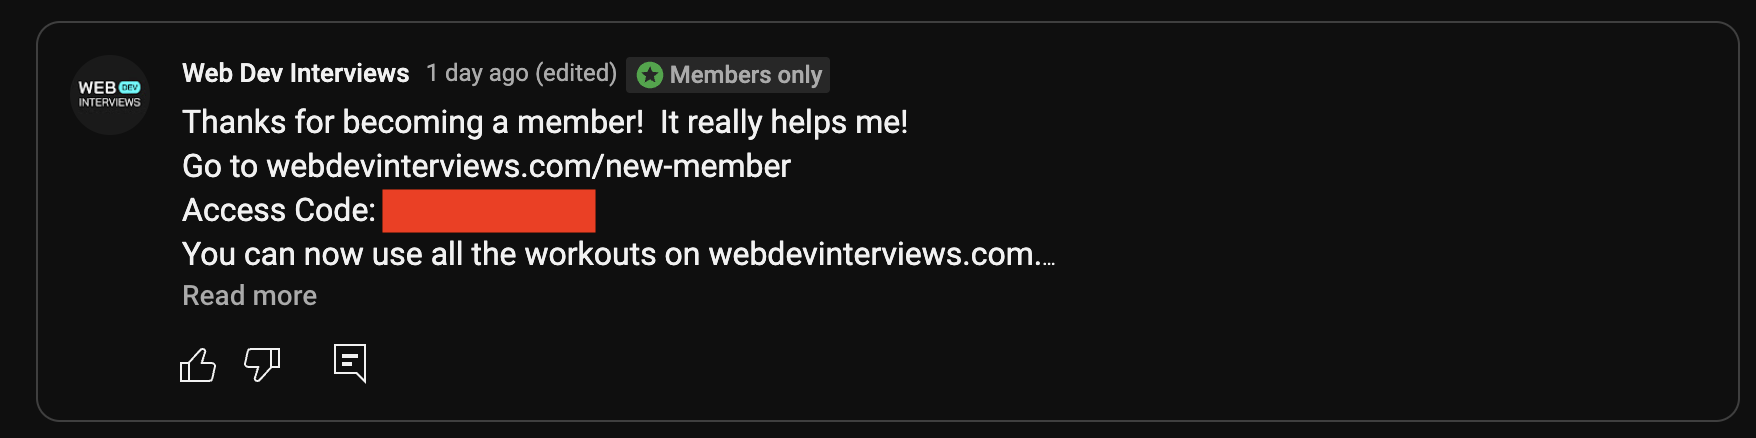 WEB DEV
INTERVIEWS
Web Dev Interviews 1 day ago (edited) Members only
Thanks for becoming a member!  It really helps me!
Go to webdevinterviews.com/new-member
Access Code:
You can now use all the workouts on webdevinterviews.com....
Read more